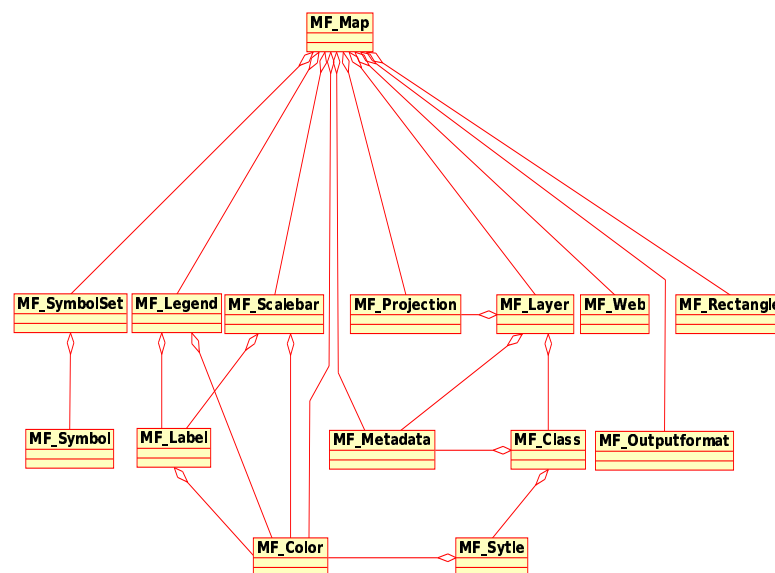 MF_Map
MF_SymbolSet
MF_Legend
MF_Scalebar
MF_Projection
MF_Layer
MF_Web
MF_Rectangle
MF_Symbol
MF_Label
MF_Metadata
MF_Class
MF_Outputformat
MF_Color
MF_Sytle